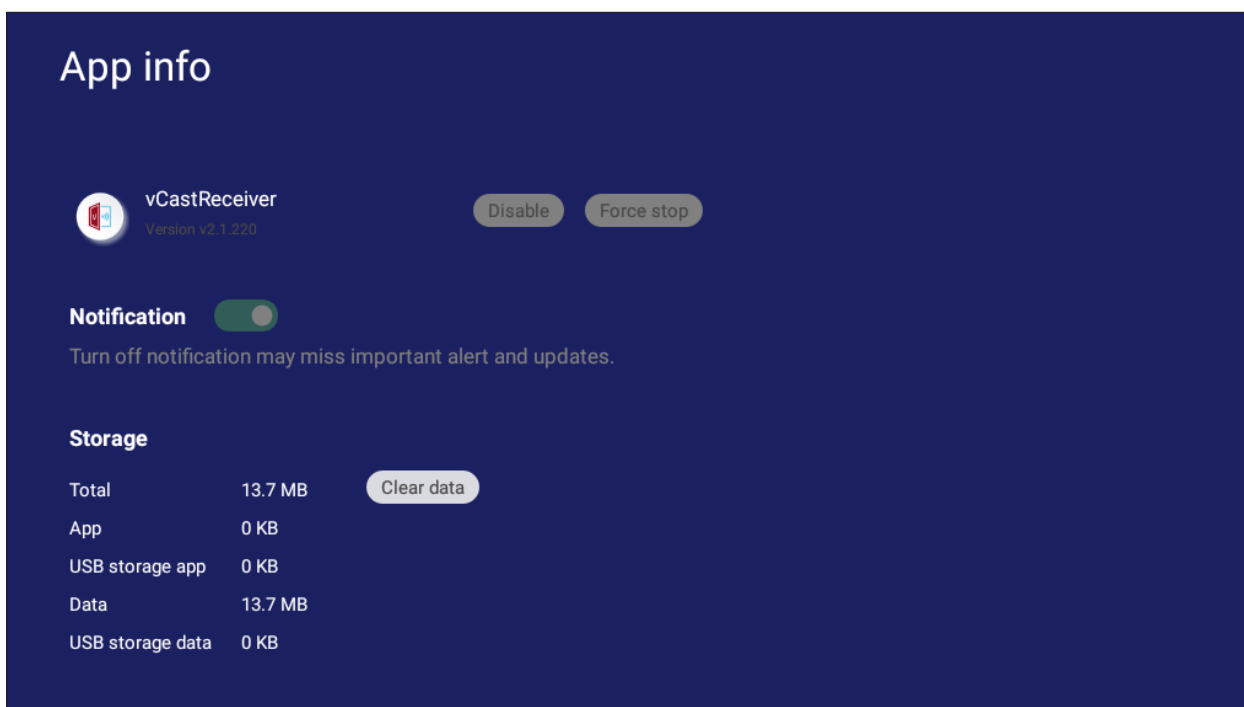 App info
vCastReceiver
Disable
Force stop
Version v2.1.220
Notification
Turn off notification may miss important alert and updates.
Storage
Total 13.7 MB Clear data
App 0 KB
USB storage app 0 KB
Data 13.7 MB
USB storage data 0 KB